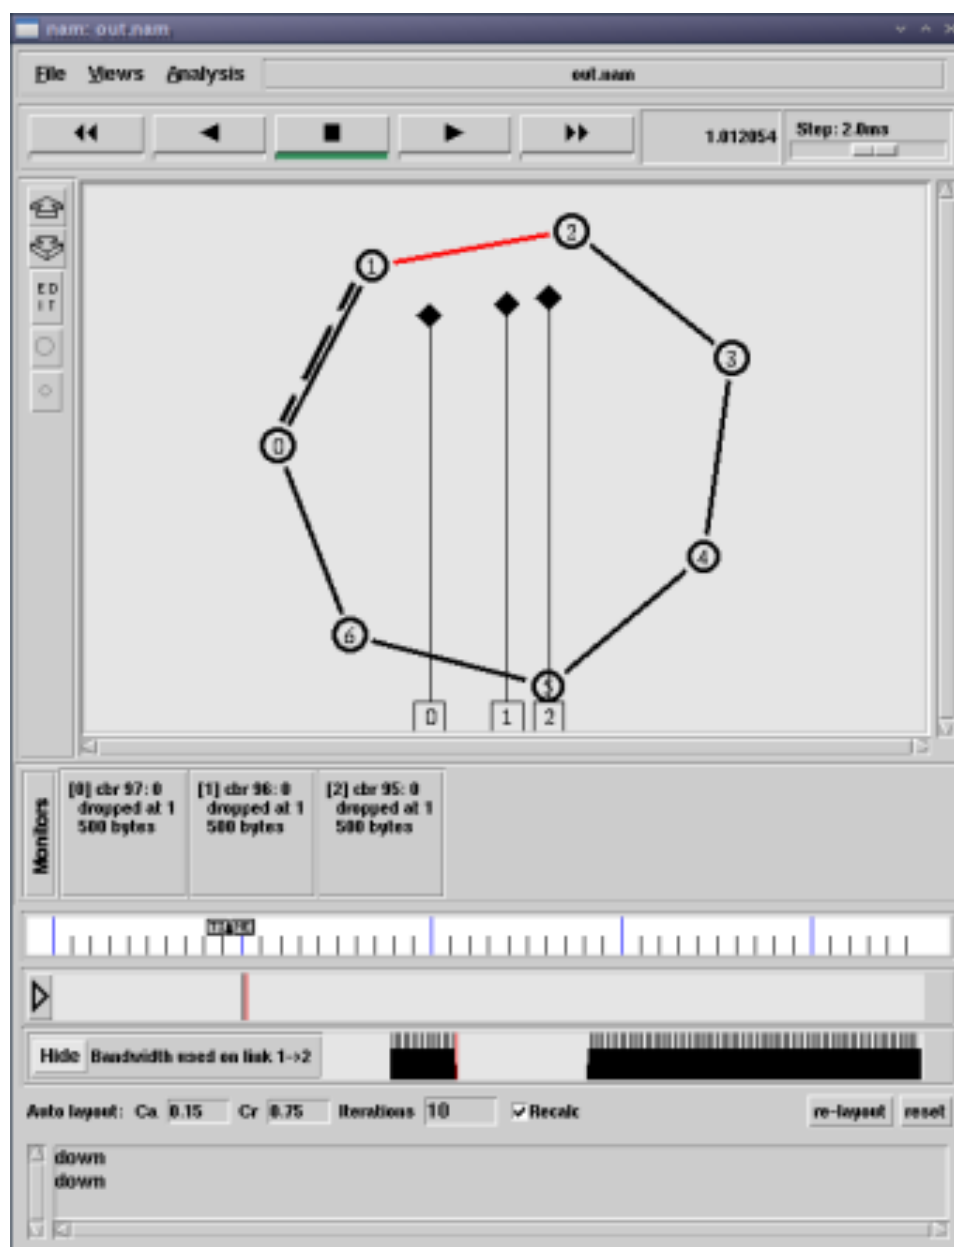 nam: out.nam
File Views Analysis out.nam
1.012054 Step: 2.0ms
E D
I T
2
1
3
0
4
6
5
0 1 2
Monitors
[0] cbr 97: 0 [1] cbr 96: 0 [2] cbr 95: 0
dropped at 1 dropped at 1 dropped at 1
500 bytes 500 bytes 500 bytes
Hide Bandwidth used on link 1->2
Auto layout: Ca 0.15 Cr 0.75 Iterations 10 Recalc re-layout reset
down
down